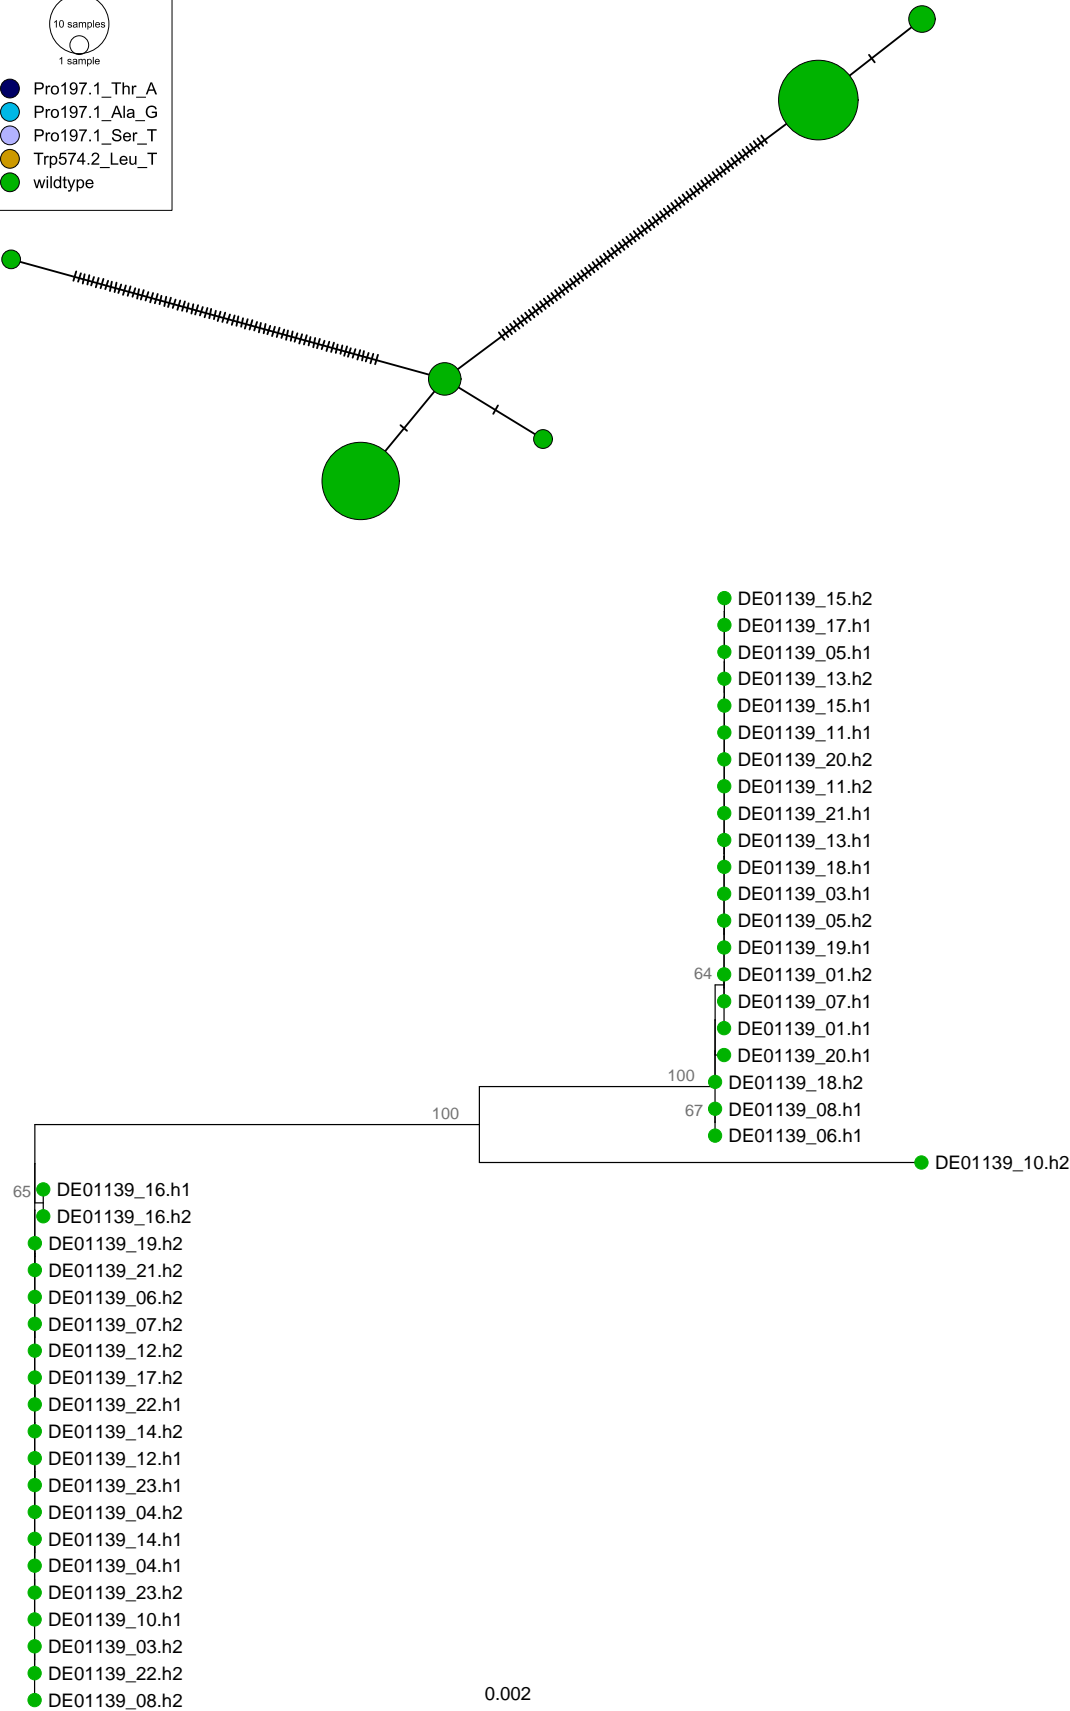 10 samples
1 sample
Pro197.1_Thr_A
Pro197.1_Ala_G
Pro197.1_Ser_T
Trp574.2_Leu_T
wildtype
DE01139_15.h2
DE01139_17.h1
DE01139_05.h1
DE01139_13.h2
DE01139_15.h1
DE01139_11.h1
DE01139_20.h2
DE01139_11.h2
DE01139_21.h1
DE01139_13.h1
DE01139_18.h1
DE01139_03.h1
DE01139_05.h2
DE01139_19.h1
64 DE01139_01.h2
DE01139_07.h1
DE01139_01.h1
DE01139_20.h1
100 DE01139_18.h2
67 DE01139_08.h1
100
DE01139_06.h1
DE01139_10.h2
65 DE01139_16.h1
DE01139_16.h2
DE01139_19.h2
DE01139_21.h2
DE01139_06.h2
DE01139_07.h2
DE01139_12.h2
DE01139_17.h2
DE01139_22.h1
DE01139_14.h2
DE01139_12.h1
DE01139_23.h1
DE01139_04.h2
DE01139_14.h1
DE01139_04.h1
DE01139_23.h2
DE01139_10.h1
DE01139_03.h2
DE01139_22.h2
DE01139_08.h2
0.002